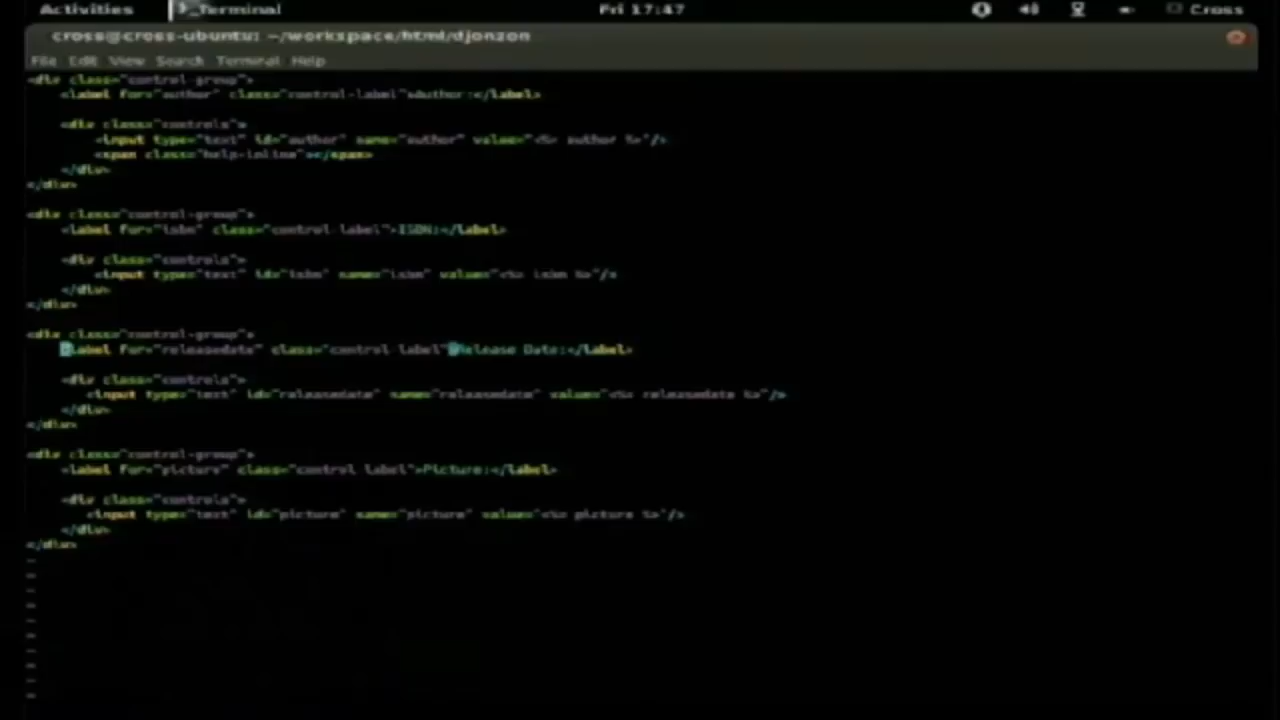 Activities Terminal Fri 17:47 Cross
cross@cross-ubuntu: ~/workspace/html/djonzon
File Edit View Search Terminal Help
<div class="control-group">
<label for="author" class="control-label">Author:</label>
<div class="controls">
<input type="text" id="author" name="author" value="<%= author %>"/>
<span class="help-inline"></span>
</div>
</div>
<div class="control-group">
<label for="isbn" class="control-label">ISBN:</label>
<div class="controls">
<input type="text" id="isbn" name="isbn" value="<%= isbn %>"/>
</div>
</div>
<div class="control-group">
<label for="releasedate" class="control-label">Release Date:</label>
<div class="controls">
<input type="text" id="releasedate" name="releasedate" value="<%= releasedate %>"/>
</div>
</div>
<div class="control-group">
<label for="picture" class="control-label">Picture:</label>
<div class="controls">
<input type="text" id="picture" name="picture" value="<%= picture %>"/>
</div>
</div>
~
~
~
~
~
~
~
~
~
~